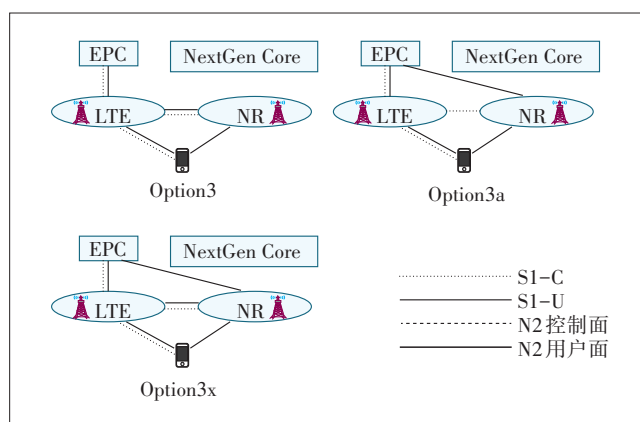 EPC NextGen Core
LTE NR
Option3
EPC NextGen Core
LTE NR
Option3a
EPC NextGen Core
LTE NR
Option3x
S1-C
S1-U
N2控制面
N2用户面